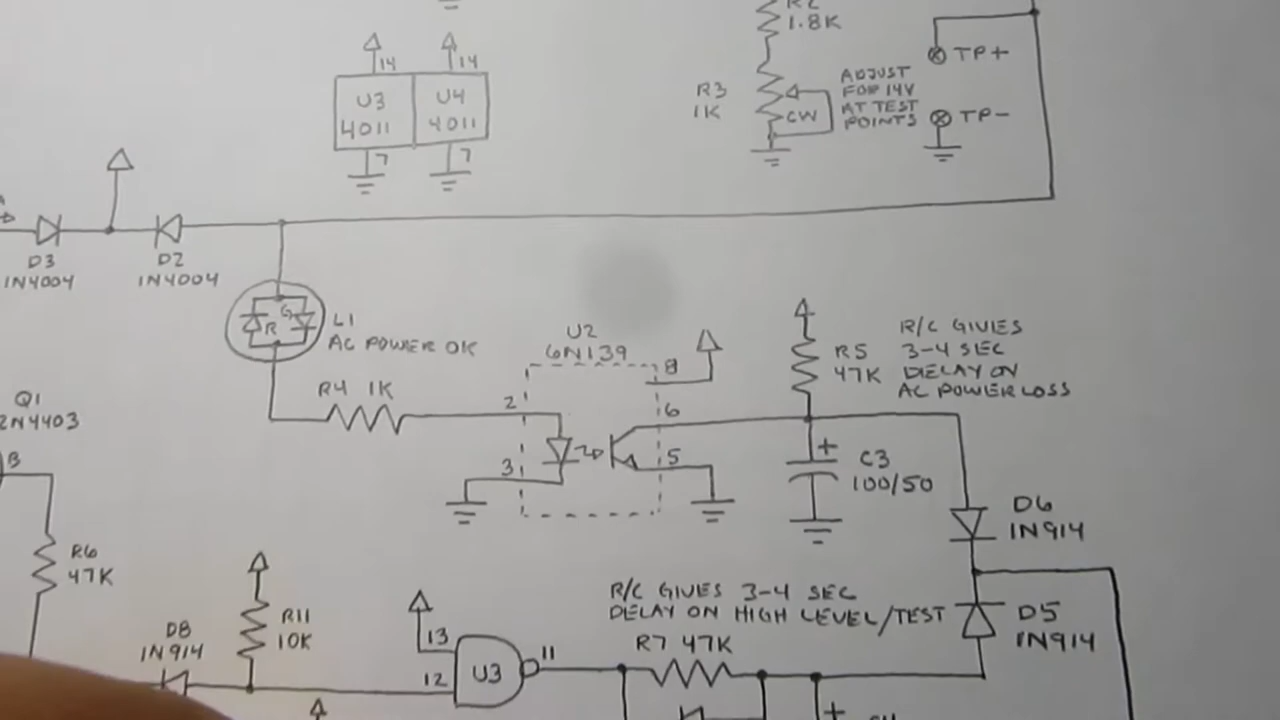 R2
1.8K
14
14
U3
4011
U4
4011
7
7
R3
1K
CW
ADJUST
FOR 14V
AT TEST
POINTS
TP+
TP-
D3
1N4004
D2
1N4004
R
G
L1
AC POWER OK
R4 1K
U2
6N139
8
2
6
3
5
R5
47K
R/C GIVES
3-4 SEC
DELAY ON
AC POWER LOSS
+
C3
100/50
D6
1N914
Q1
2N4403
B
R6
47K
D8
1N914
R11
10K
13
12
U3
11
R/C GIVES 3-4 SEC
DELAY ON HIGH LEVEL/TEST
R7 47K
D5
1N914
+